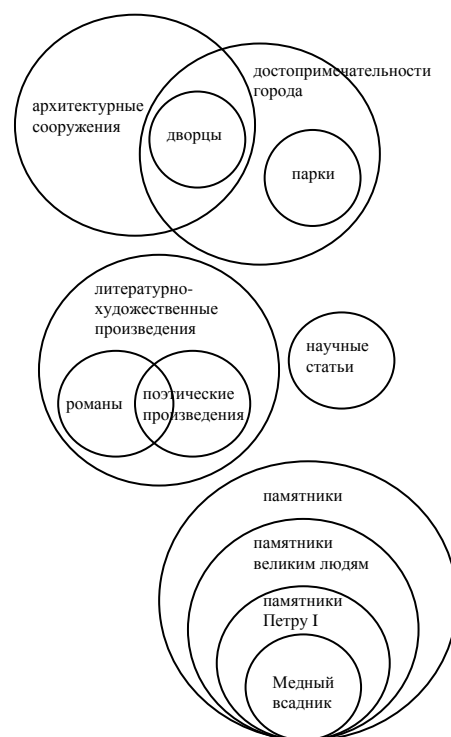 достопримечательности
города
архитектурные
сооружения
дворцы
парки
литературно-
художественные
произведения
научные
статьи
романы
поэтические
произведения
памятники
памятники
великим людям
памятники
Петру I
Медный
всадник